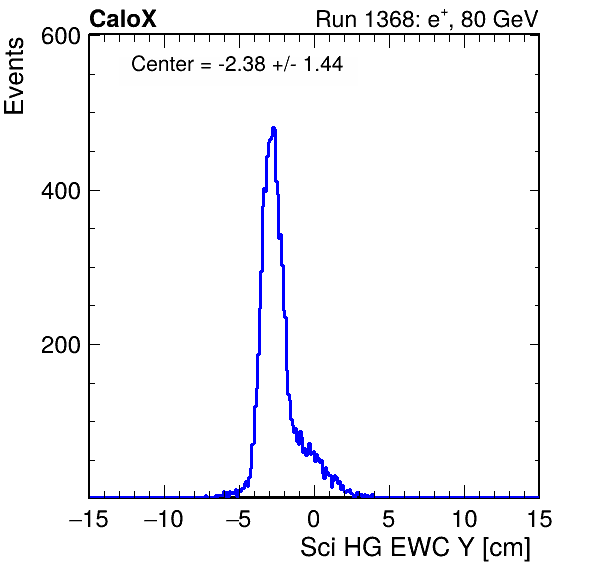 CaloX Run 1368: e⁺, 80 GeV
Center = -2.38 +/- 1.44
Events
600
400
200
0
−15 −10 −5 0 5 10 15
Sci HG EWC Y [cm]